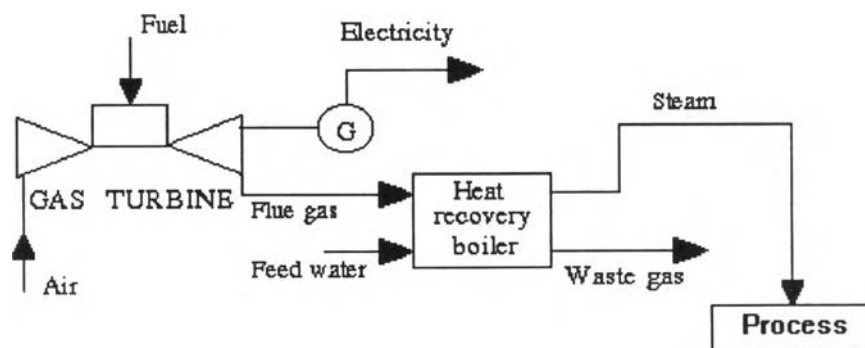 Fuel
Electricity
G
Steam
GAS TURBINE
Flue gas
Heat
recovery
boiler
Feed water
Waste gas
Air
Process